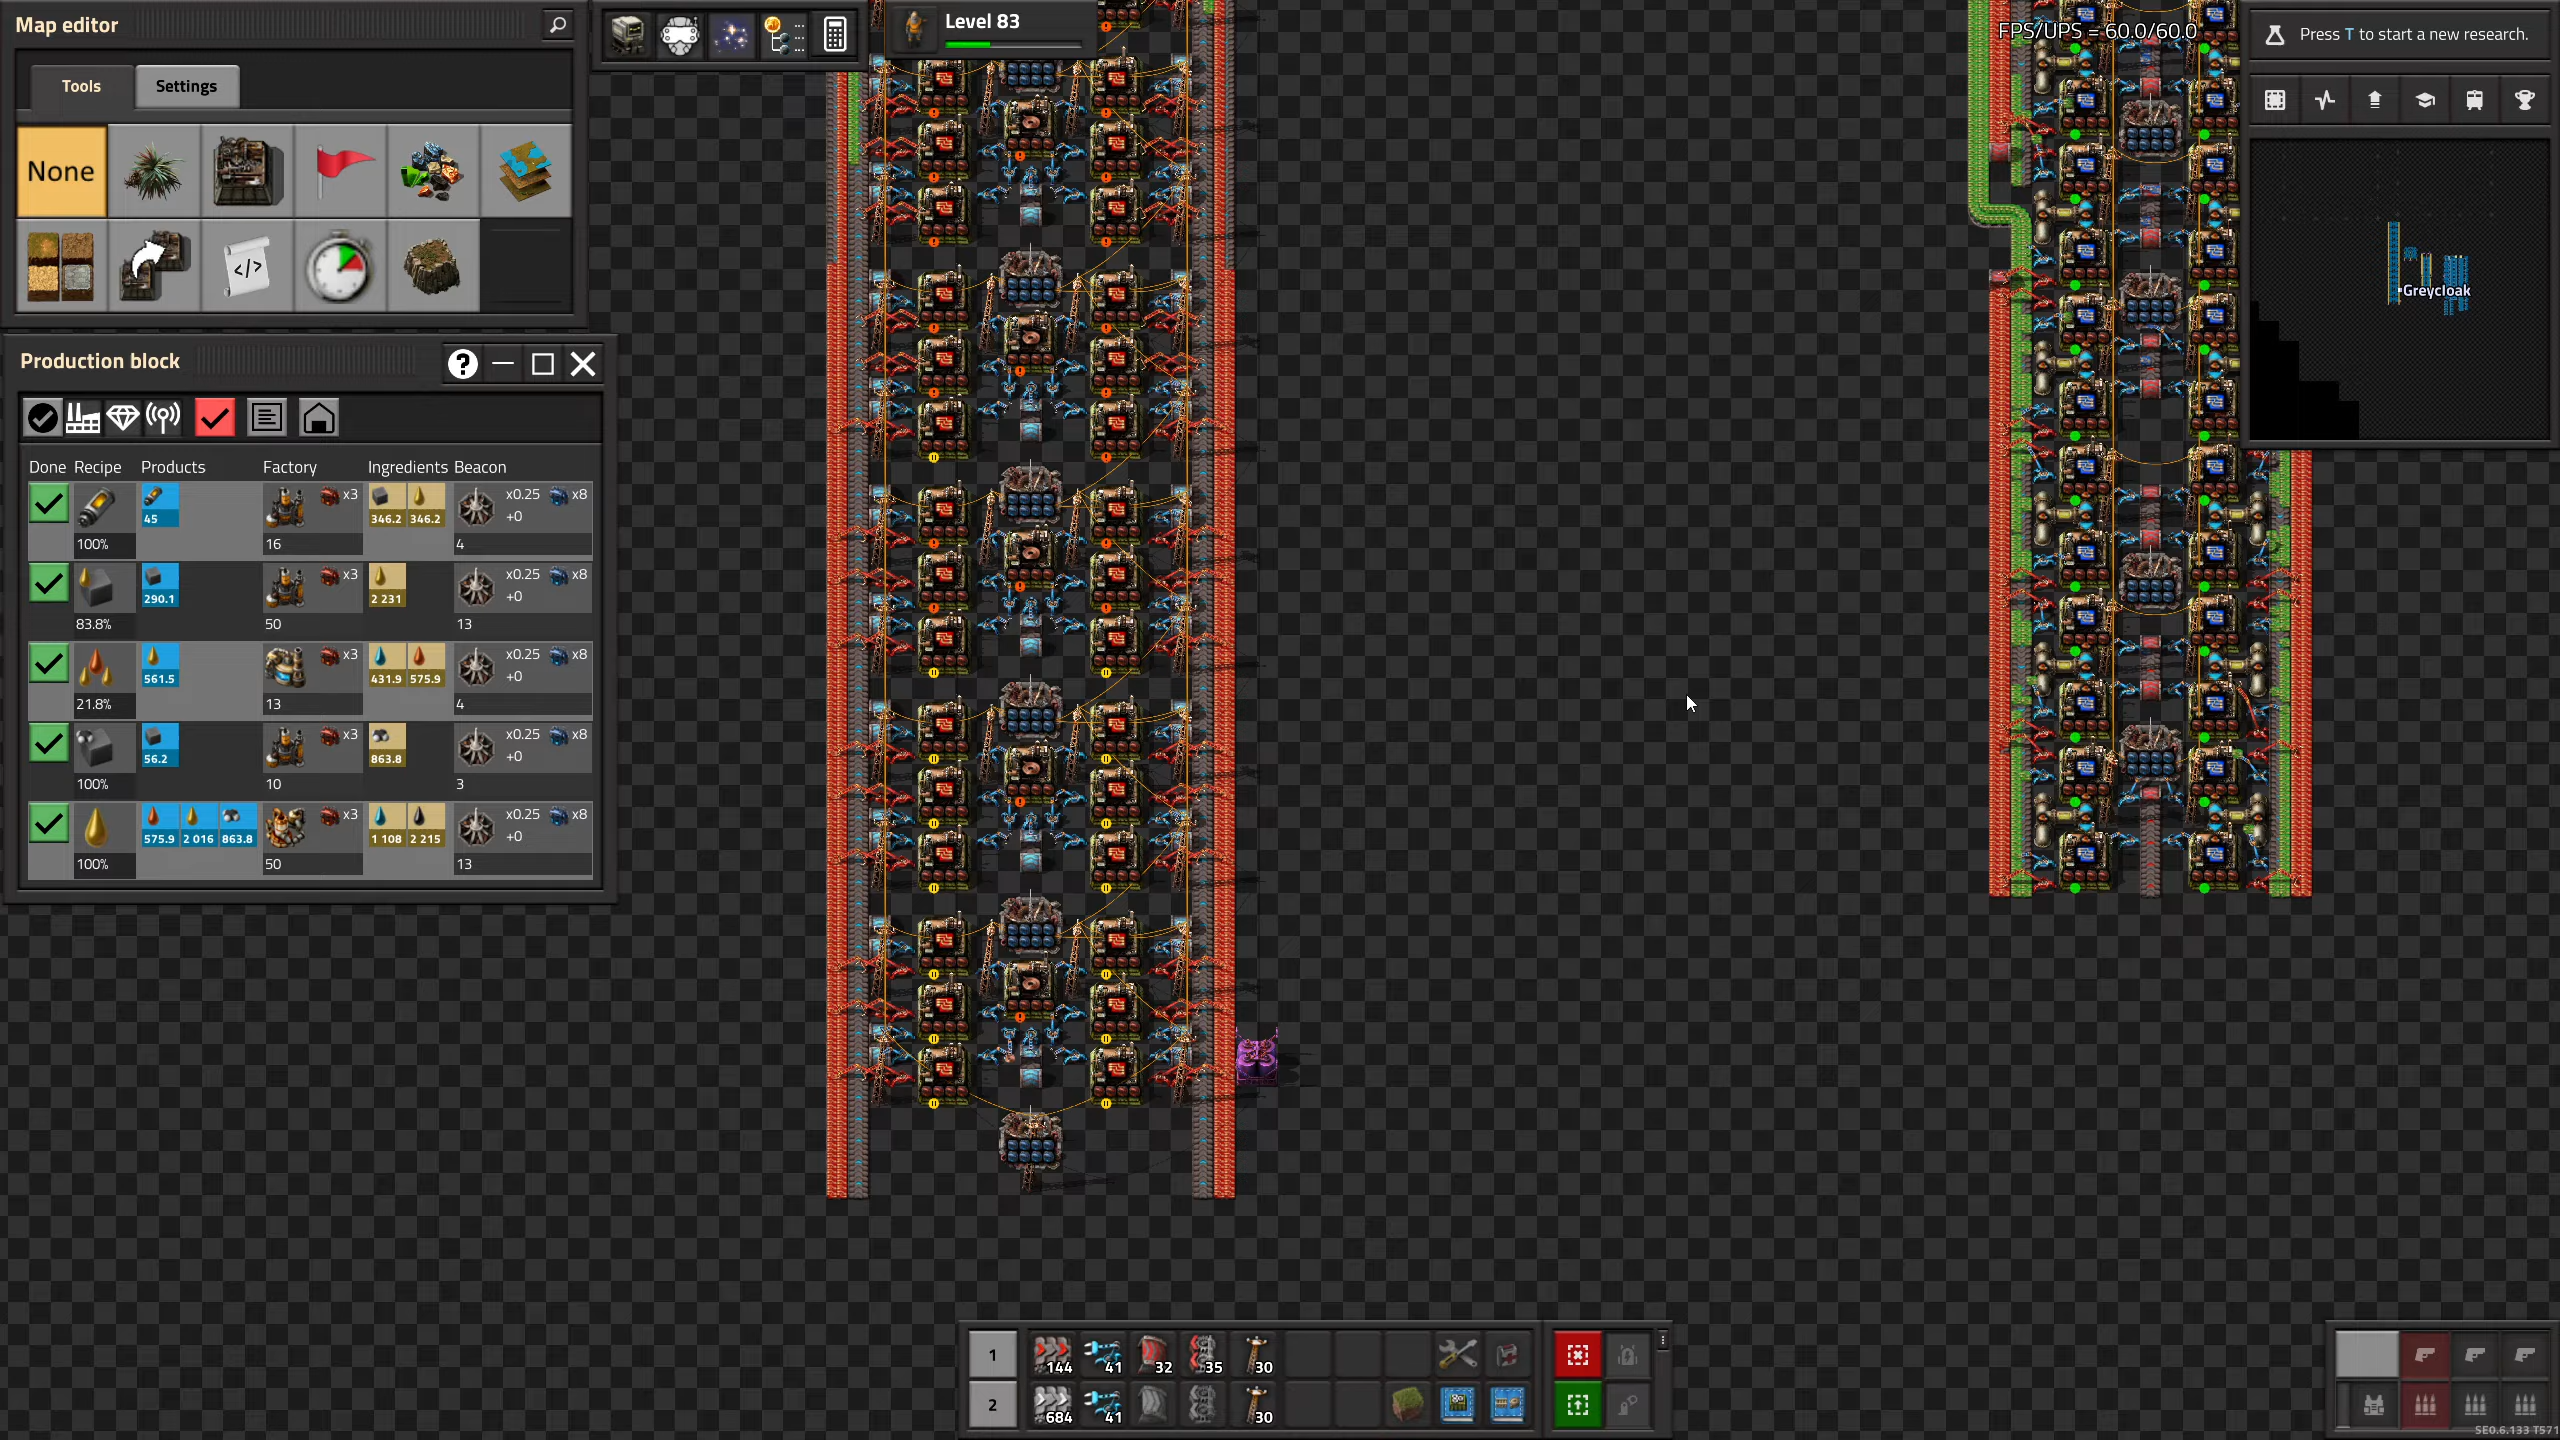 Map editor
Level 83
FPS/UPS = 60.0/60.0
Press T to start a new research.
Tools
Settings
None
Greycloak
Production block
Done Recipe Products Factory Ingredients Beacon
x3 x0.25 x8
45 346.2 346.2 +0
100% 16 4
x3 x0.25 x8
290.1 2 231 +0
83.8% 50 13
x3 x0.25 x8
561.5 431.9 575.9 +0
21.8% 13 4
x3 x0.25 x8
56.2 863.8 +0
100% 10 3
x3 x0.25 x8
575.9 2 016 863.8 1 108 2 215 +0
100% 50 13
1 144 41 32 35 30
2 684 41 30
SE0.6.133 T571